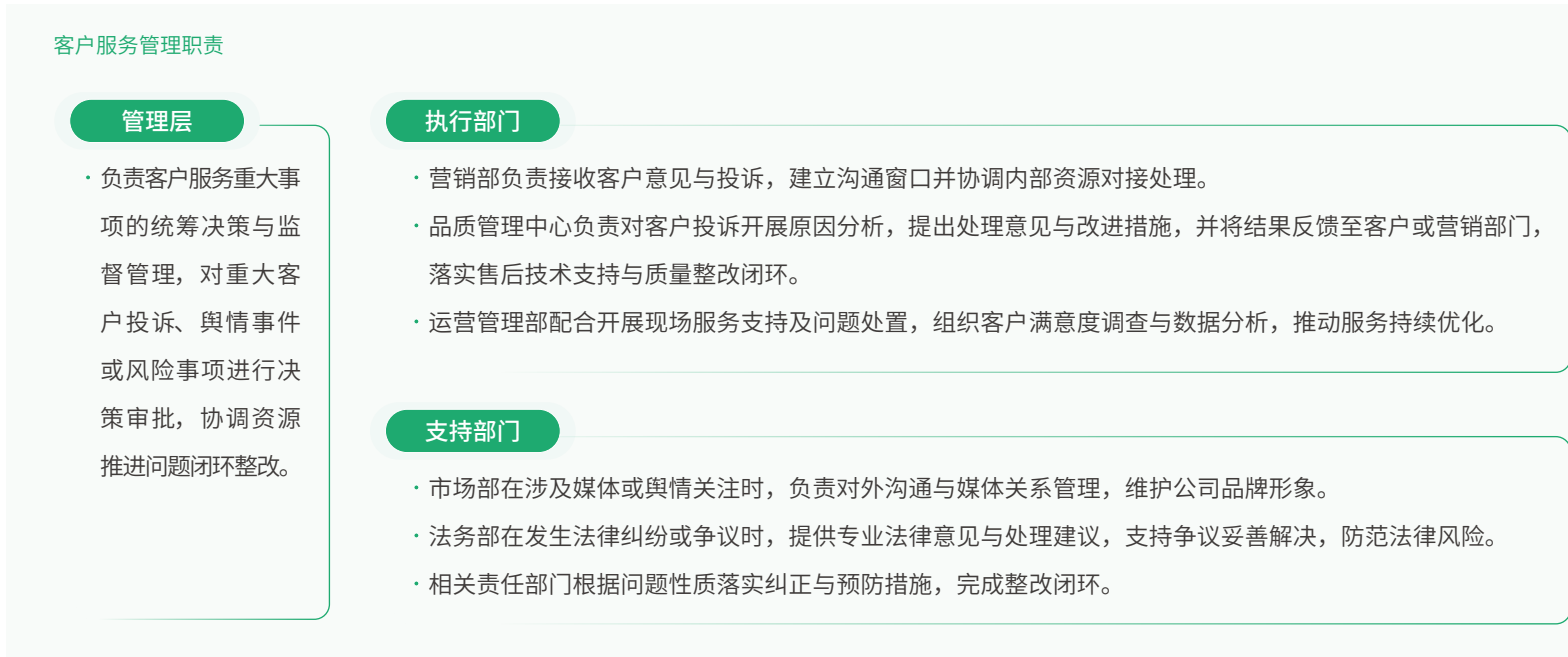 客户服务管理职责
管理层
· 负责客户服务重大事
项的统筹决策与监
督管理，对重大客
户投诉、舆情事件
或风险事项进行决
策审批，协调资源
推进问题闭环整改。
执行部门
· 营销部负责接收客户意见与投诉，建立沟通窗口并协调内部资源对接处理。
· 品质管理中心负责对客户投诉开展原因分析，提出处理意见与改进措施，并将结果反馈至客户或营销部门，
落实售后技术支持与质量整改闭环。
· 运营管理部配合开展现场服务支持及问题处置，组织客户满意度调查与数据分析，推动服务持续优化。
支持部门
· 市场部在涉及媒体或舆情关注时，负责对外沟通与媒体关系管理，维护公司品牌形象。
· 法务部在发生法律纠纷或争议时，提供专业法律意见与处理建议，支持争议妥善解决，防范法律风险。
· 相关责任部门根据问题性质落实纠正与预防措施，完成整改闭环。